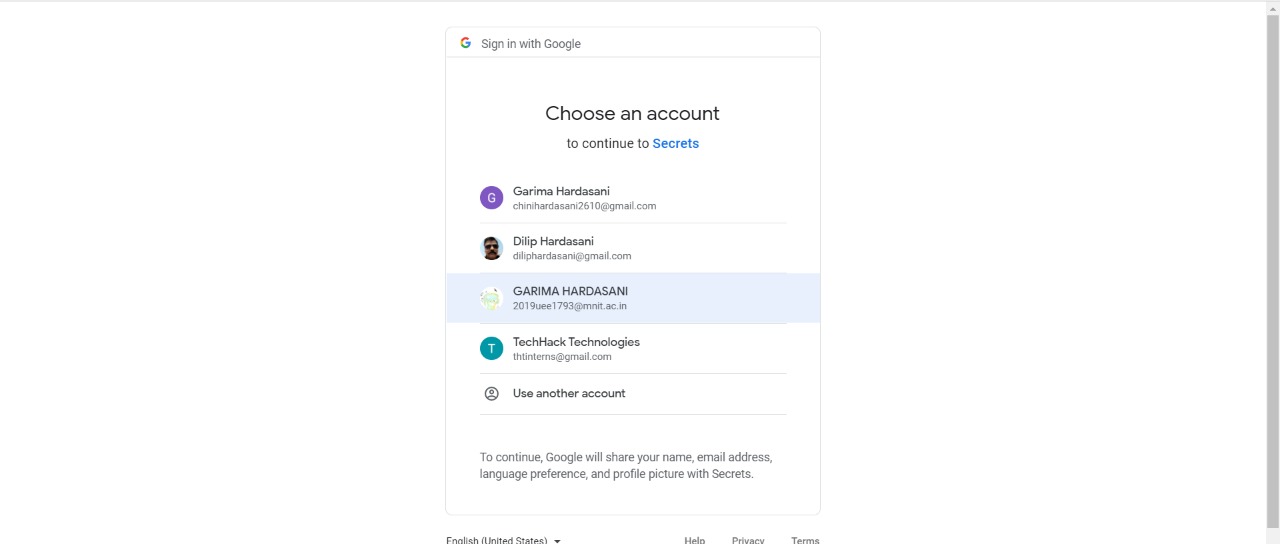 Sign in with Google
Choose an account
to continue to Secrets
G
Garima Hardasani
chinihardasani2610@gmail.com
Dilip Hardasani
diliphardasani@gmail.com
GARIMA HARDASANI
2019uee1793@mnit.ac.in
T
TechHack Technologies
thtinterns@gmail.com
Use another account
To continue, Google will share your name, email address,
language preference, and profile picture with Secrets.
English (United States) Help Privacy Terms